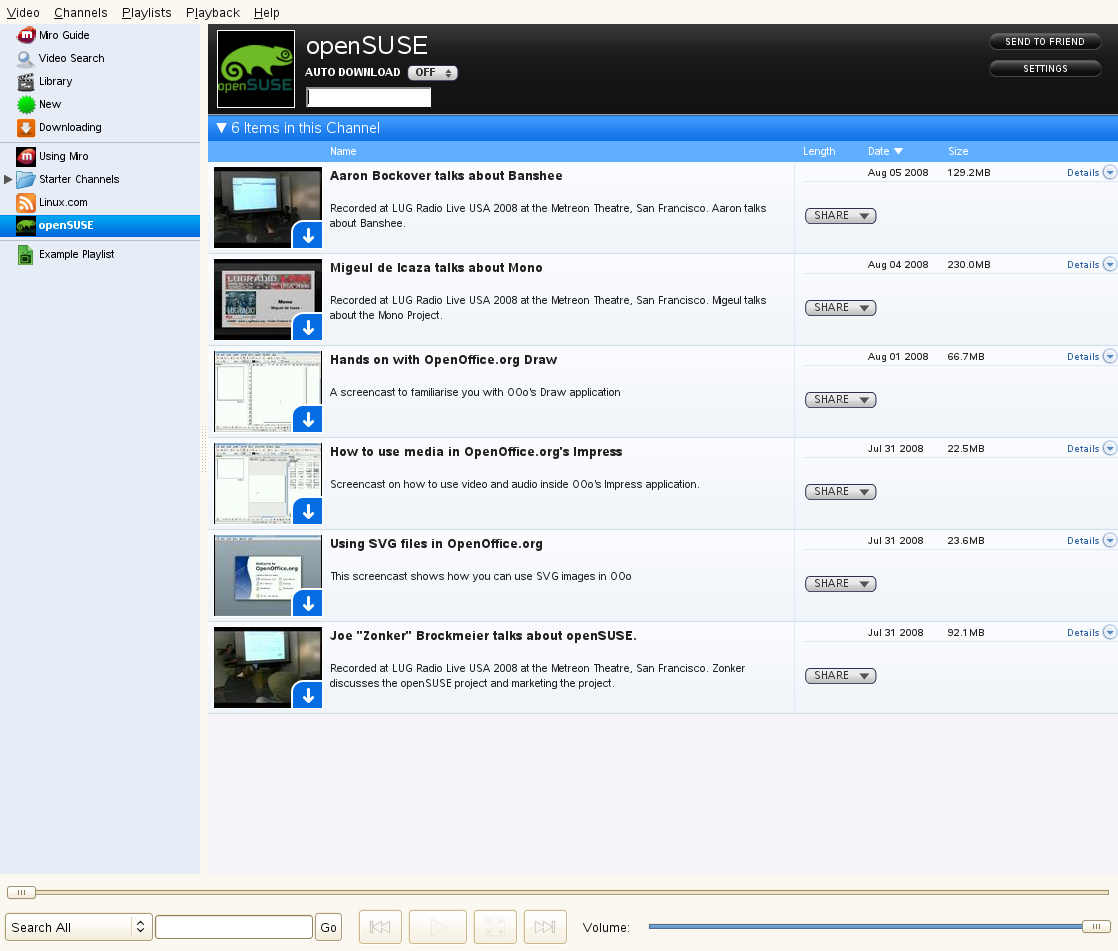 Video Channels Playlists Playback Help
Miro Guide
Video Search
Library
New
Downloading
Using Miro
Starter Channels
Linux.com
openSUSE
Example Playlist
openSUSE
openSUSE
AUTO DOWNLOAD OFF
SEND TO FRIEND
SETTINGS
6 Items in this Channel
Name Length Date Size
Aaron Bockover talks about Banshee
Recorded at LUG Radio Live USA 2008 at the Metreon Theatre, San Francisco. Aaron talks
about Banshee.
Aug 05 2008 129.2MB Details
SHARE
Migeul de Icaza talks about Mono
Recorded at LUG Radio Live USA 2008 at the Metreon Theatre, San Francisco. Migeul talks
about the Mono Project.
Aug 04 2008 230.0MB Details
SHARE
LUGRADIO
Mono
Hands on with OpenOffice.org Draw
A screencast to familiarise you with OOo's Draw application
Aug 01 2008 66.7MB Details
SHARE
How to use media in OpenOffice.org's Impress
Screencast on how to use video and audio inside OOo's Impress application.
Jul 31 2008 22.5MB Details
SHARE
Using SVG files in OpenOffice.org
This screencast shows how you can use SVG images in OOo
Jul 31 2008 23.6MB Details
SHARE
Welcome to
OpenOffice.org
Joe "Zonker" Brockmeier talks about openSUSE.
Recorded at LUG Radio Live USA 2008 at the Metreon Theatre, San Francisco. Zonker
discusses the openSUSE project and marketing the project.
Jul 31 2008 92.1MB Details
SHARE
Search All Go Volume: